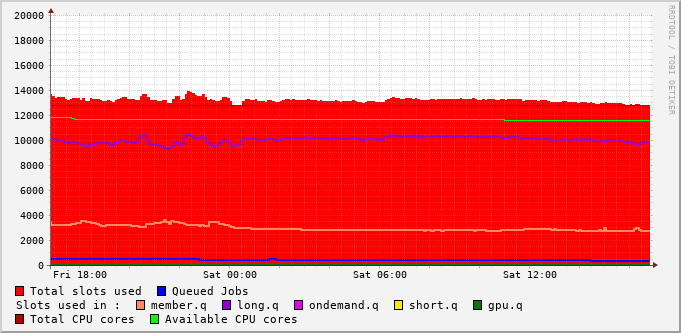 20000
18000
16000
14000
12000
10000
8000
6000
4000
2000
0
Fri 18:00 Sat 00:00 Sat 06:00 Sat 12:00
Total slots used Queued Jobs
Slots used in : member.q long.q ondemand.q short.q gpu.q
Total CPU cores Available CPU cores
RRDTOOL / TOBI OETIKER